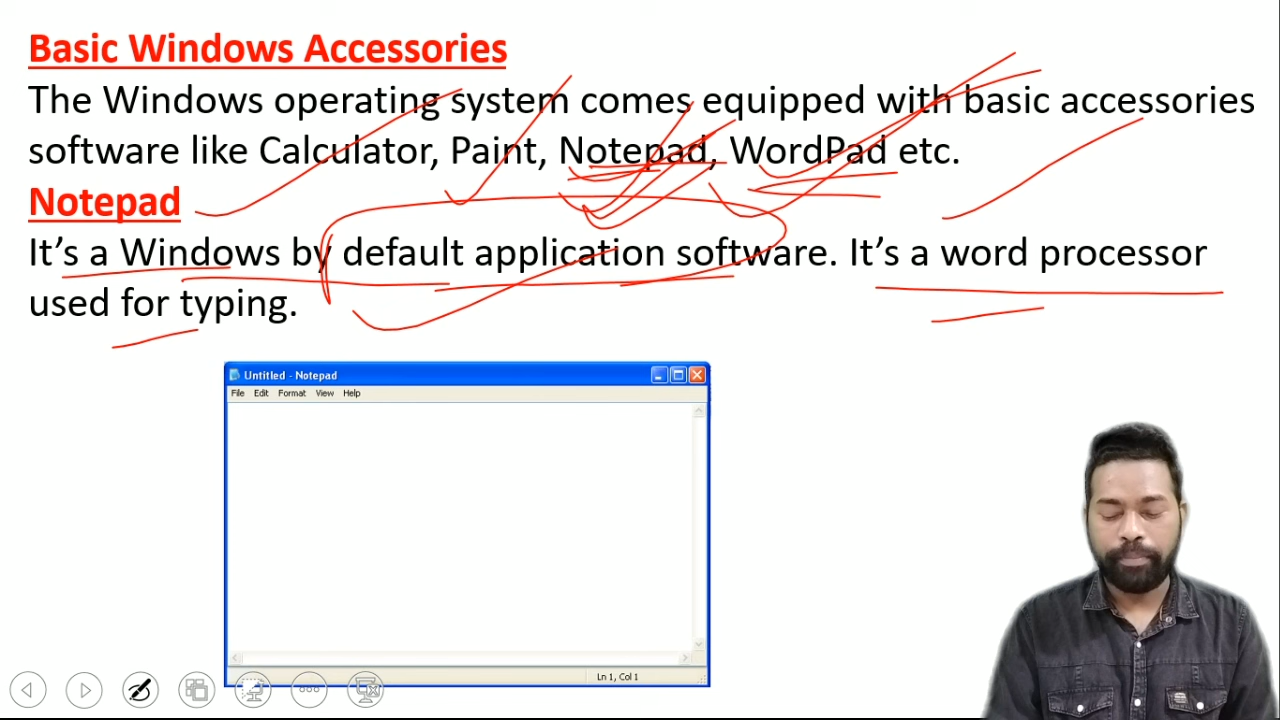 Basic Windows Accessories
The Windows operating system comes equipped with basic accessories
software like Calculator, Paint, Notepad, WordPad etc.
Notepad
It's a Windows by default application software. It's a word processor
used for typing.
Untitled - Notepad
File Edit Format View Help
Ln 1, Col 1